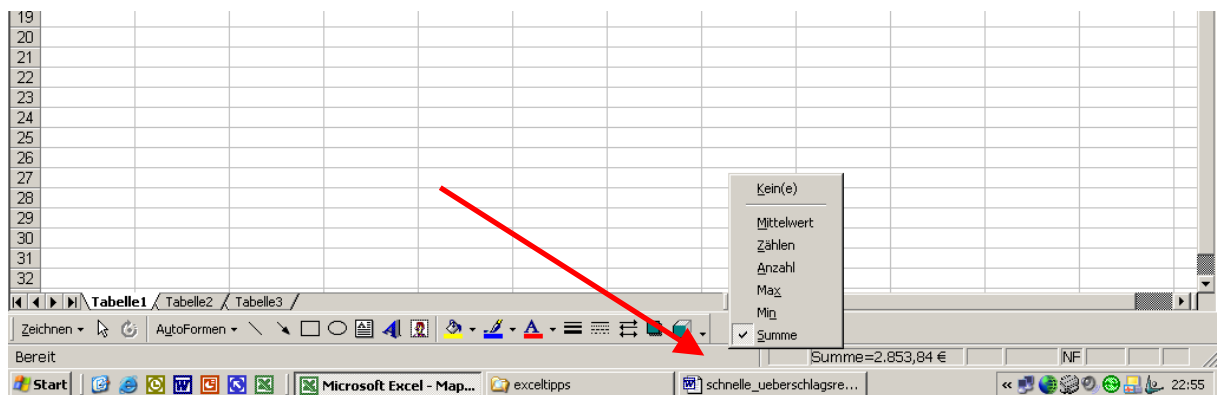 19
20
21
22
23
24
25
26
27
28
29
30
31
32
Kein(e)
Mittelwert
Zählen
Anzahl
Max
Min
Summe
Tabelle1 Tabelle2 Tabelle3
Zeichnen AutoFormen
Bereit Summe=2.853,84 € NF
Start Microsoft Excel - Map... exceltipps schnelle_ueberschlagsre... 22:55